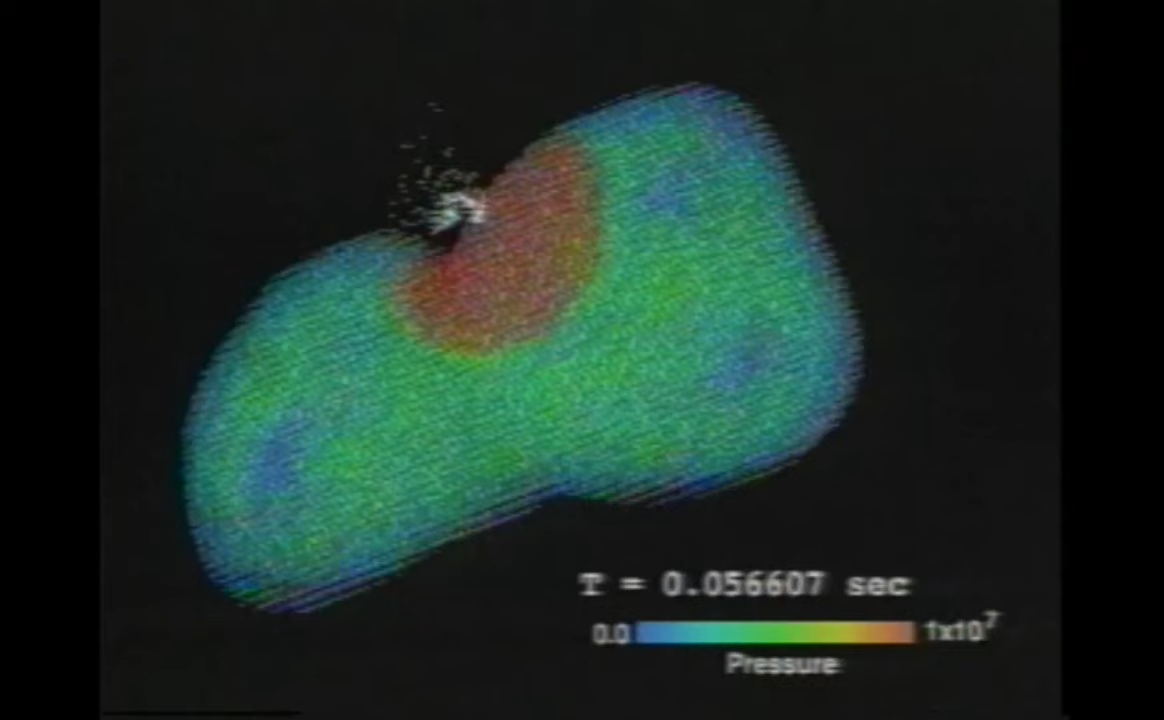 T = 0.056607 sec
0.0 1x10⁷
Pressure